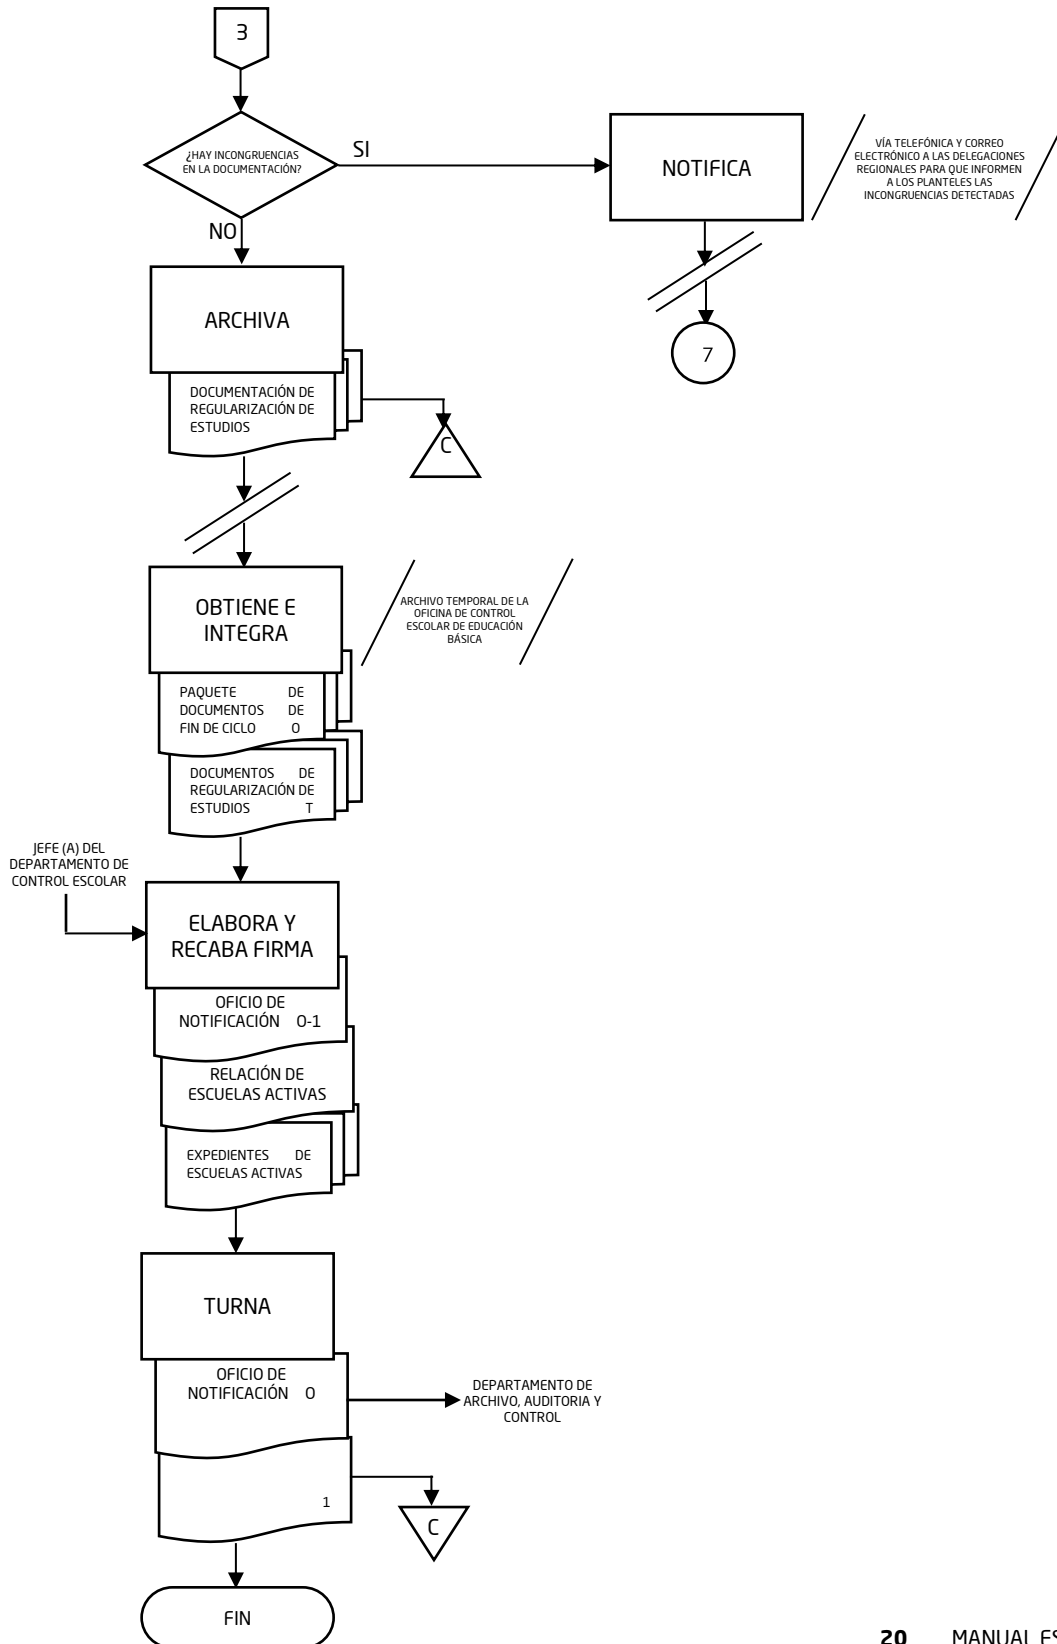 3
¿HAY INCONGRUENCIAS
EN LA DOCUMENTACIÓN?
SI
NO
NOTIFICA
VÍA TELEFÓNICA Y CORREO
ELECTRÓNICO A LAS DELEGACIONES
REGIONALES PARA QUE INFORMEN
A LOS PLANTELES LAS
INCONGRUENCIAS DETECTADAS
7
ARCHIVA
DOCUMENTACIÓN DE
REGULARIZACIÓN DE
ESTUDIOS
C
OBTIENE E
INTEGRA
ARCHIVO TEMPORAL DE LA
OFICINA DE CONTROL
ESCOLAR DE EDUCACIÓN
BÁSICA
PAQUETE DE
DOCUMENTOS DE
FIN DE CICLO O
DOCUMENTOS DE
REGULARIZACIÓN DE
ESTUDIOS T
JEFE (A) DEL
DEPARTAMENTO DE
CONTROL ESCOLAR
ELABORA Y
RECABA FIRMA
OFICIO DE
NOTIFICACIÓN O-1
RELACIÓN DE
ESCUELAS ACTIVAS
EXPEDIENTES DE
ESCUELAS ACTIVAS
TURNA
OFICIO DE
NOTIFICACIÓN O
DEPARTAMENTO DE
ARCHIVO, AUDITORIA Y
CONTROL
1
C
FIN
20 MANUAL ES